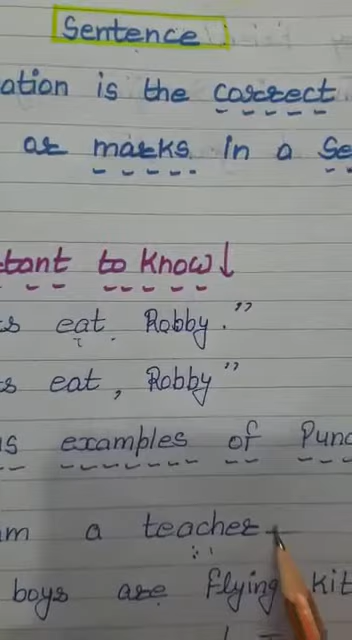 Sentence
ation is the correct
or marks in a Se
tant to know↓
s eat Robby."
s eat, Robby"
s examples of Punc
m a teacher
boys are flying kit